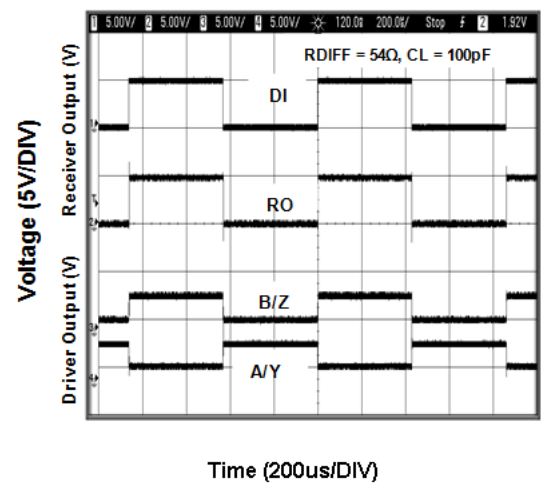 1 5.00V/ 2 5.00V/ 3 5.00V/ 4 5.00V/ 120.0s 200.0s/ Stop 2 1.92V
RDIFF = 54Ω, CL = 100pF
DI
RO
B/Z
A/Y
Voltage (5V/DIV)
Receiver Output (V)
Driver Output (V)
Time (200us/DIV)